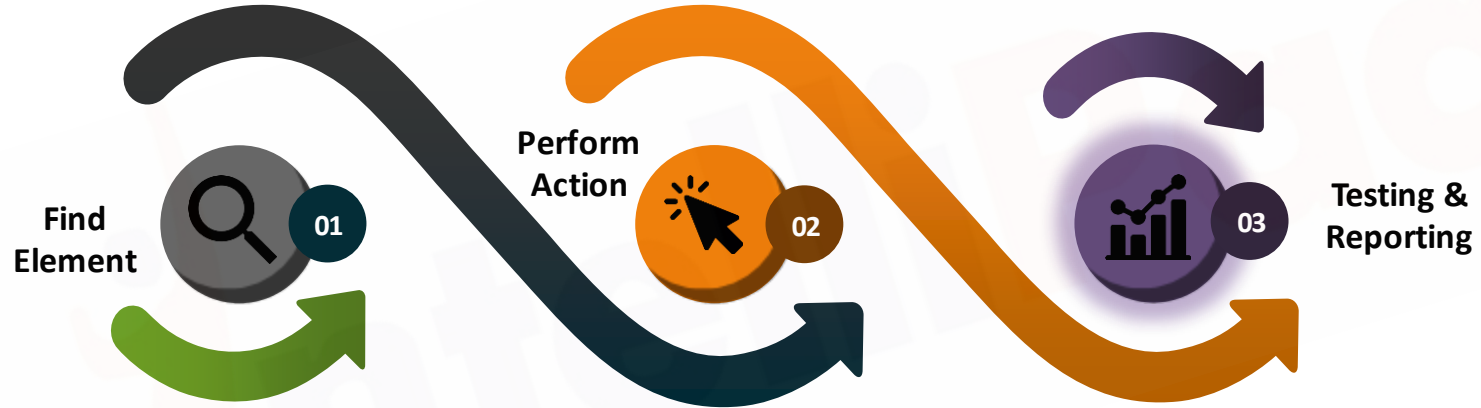 Find
Element
01
Perform
Action
02
03
Testing &
Reporting